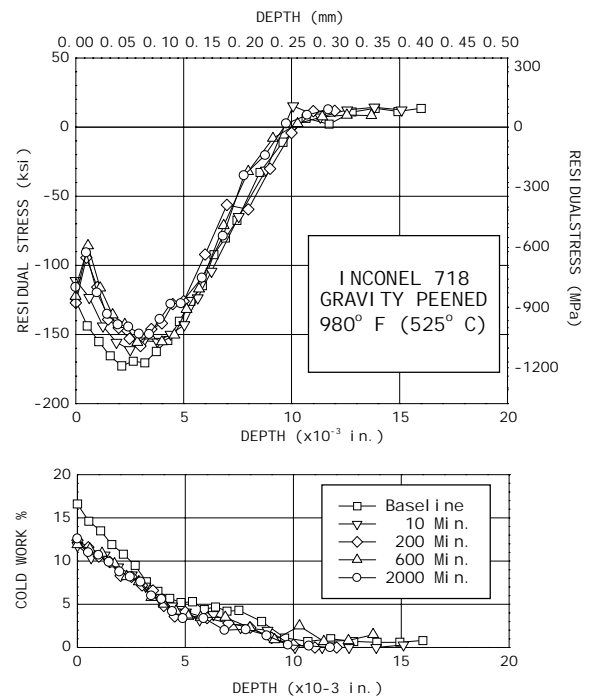 DEPTH (mm)
0.00 0.05 0.10 0.15 0.20 0.25 0.30 0.35 0.40 0.45 0.50
50
0
-50
-100
-150
-200
RESIDUAL STRESS (ksi)
300
0
-300
-600
-900
-1200
RESIDUALSTRESS (MPa)
INCONEL 718
GRAVITY PEENED
980° F (525° C)
0 5 10 15 20
DEPTH (x10-³ in.)
20
15
10
5
0
COLD WORK %
Baseline
10 Min.
200 Min.
600 Min.
2000 Min.
0 5 10 15 20
DEPTH (x10-3 in.)